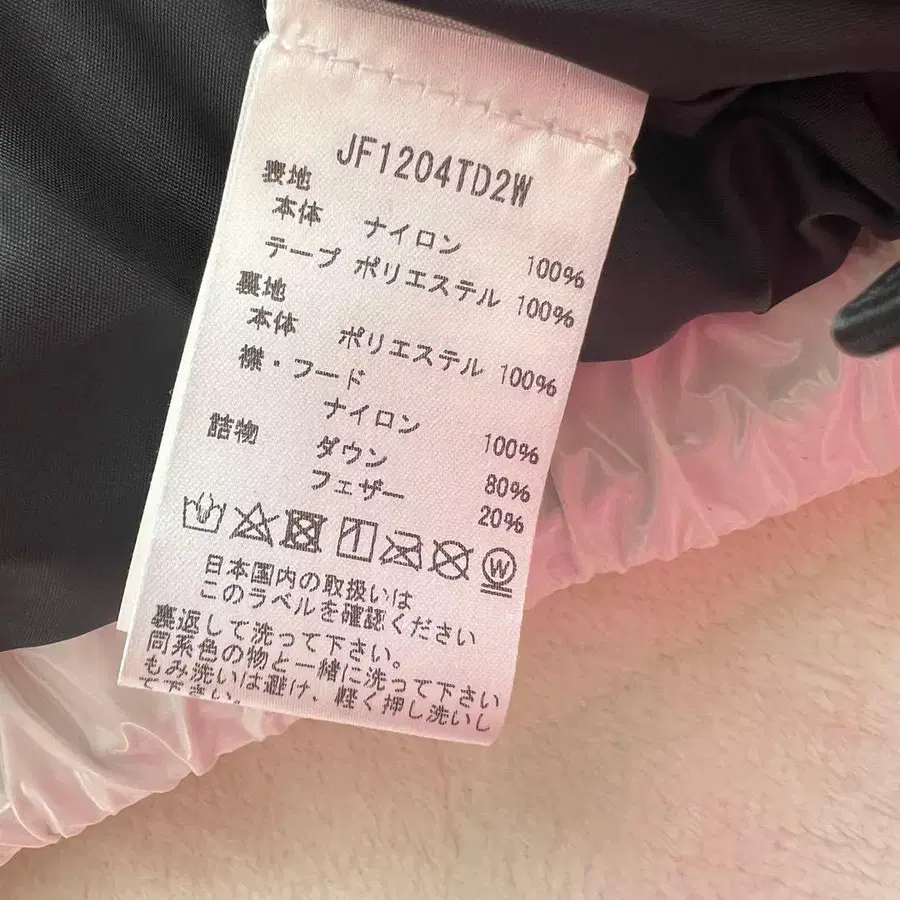 JF1204TD2W
表地
本体 ナイロン 100%
テープ ポリエステル 100%
裏地
本体 ポリエステル 100%
襟・フード
ナイロン 100%
詰物 ダウン 80%
フェザー 20%
W
日本国内の取扱いは
このラベルを確認ください
裏返して洗って下さい。
同系色の物と一緒に洗って下さい
もみ洗いは避け、軽く押し洗いし
て下さい。